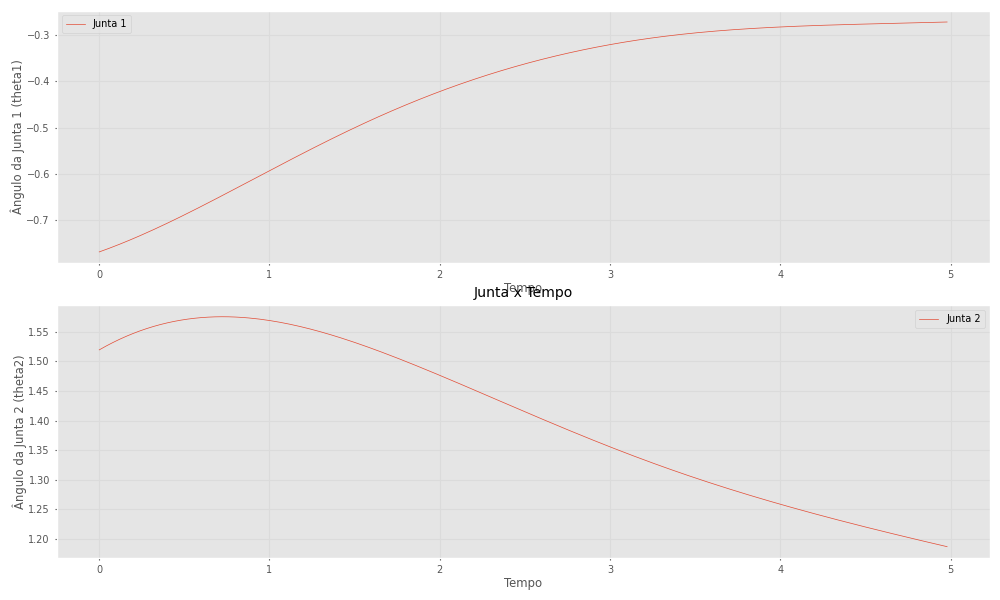 Junta 1
Ângulo da Junta 1 (theta1)
−0.3
−0.4
−0.5
−0.6
−0.7
0 1 2 3 4 5
Tempo
Junta x Tempo
Junta 2
Ângulo da Junta 2 (theta2)
1.55
1.50
1.45
1.40
1.35
1.30
1.25
1.20
0 1 2 3 4 5
Tempo